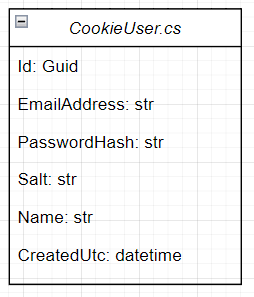 CookieUser.cs
Id: Guid
EmailAddress: str
PasswordHash: str
Salt: str
Name: str
CreatedUtc: datetime